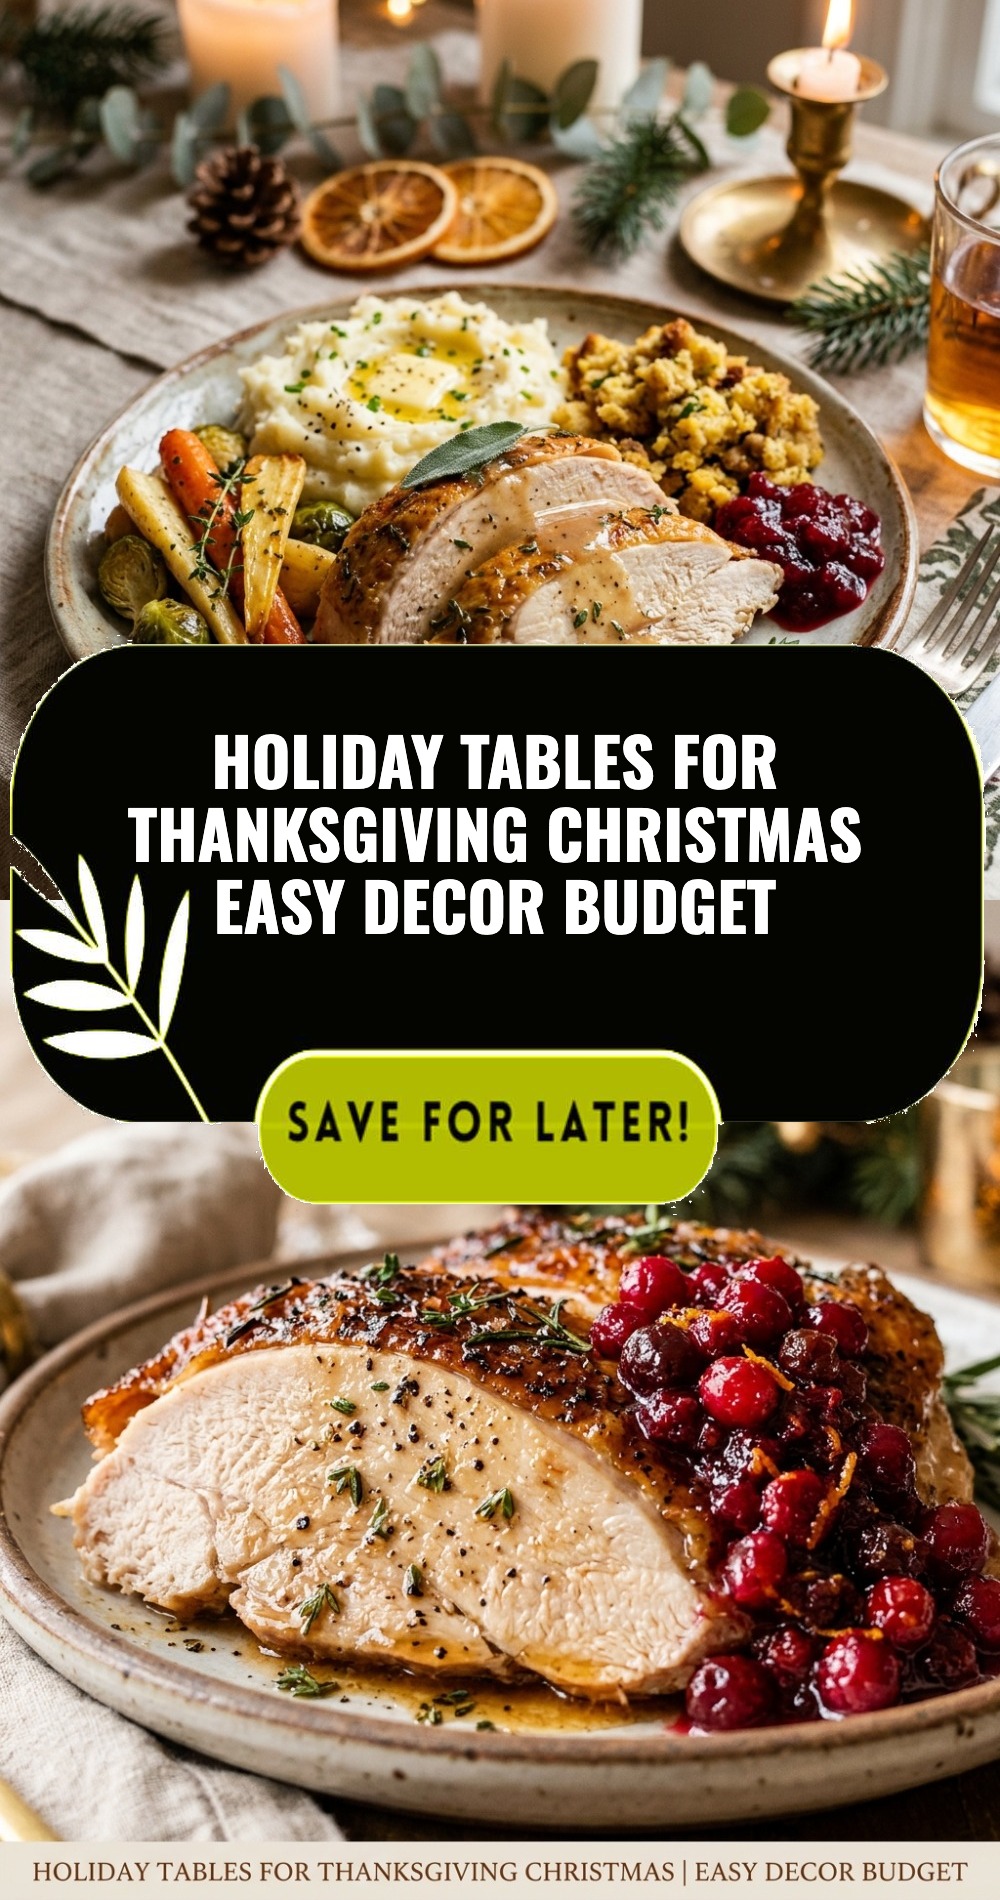 HOLIDAY TABLES FOR
THANKSGIVING CHRISTMAS
EASY DECOR BUDGET
SAVE FOR LATER!
HOLIDAY TABLES FOR THANKSGIVING CHRISTMAS | EASY DECOR BUDGET